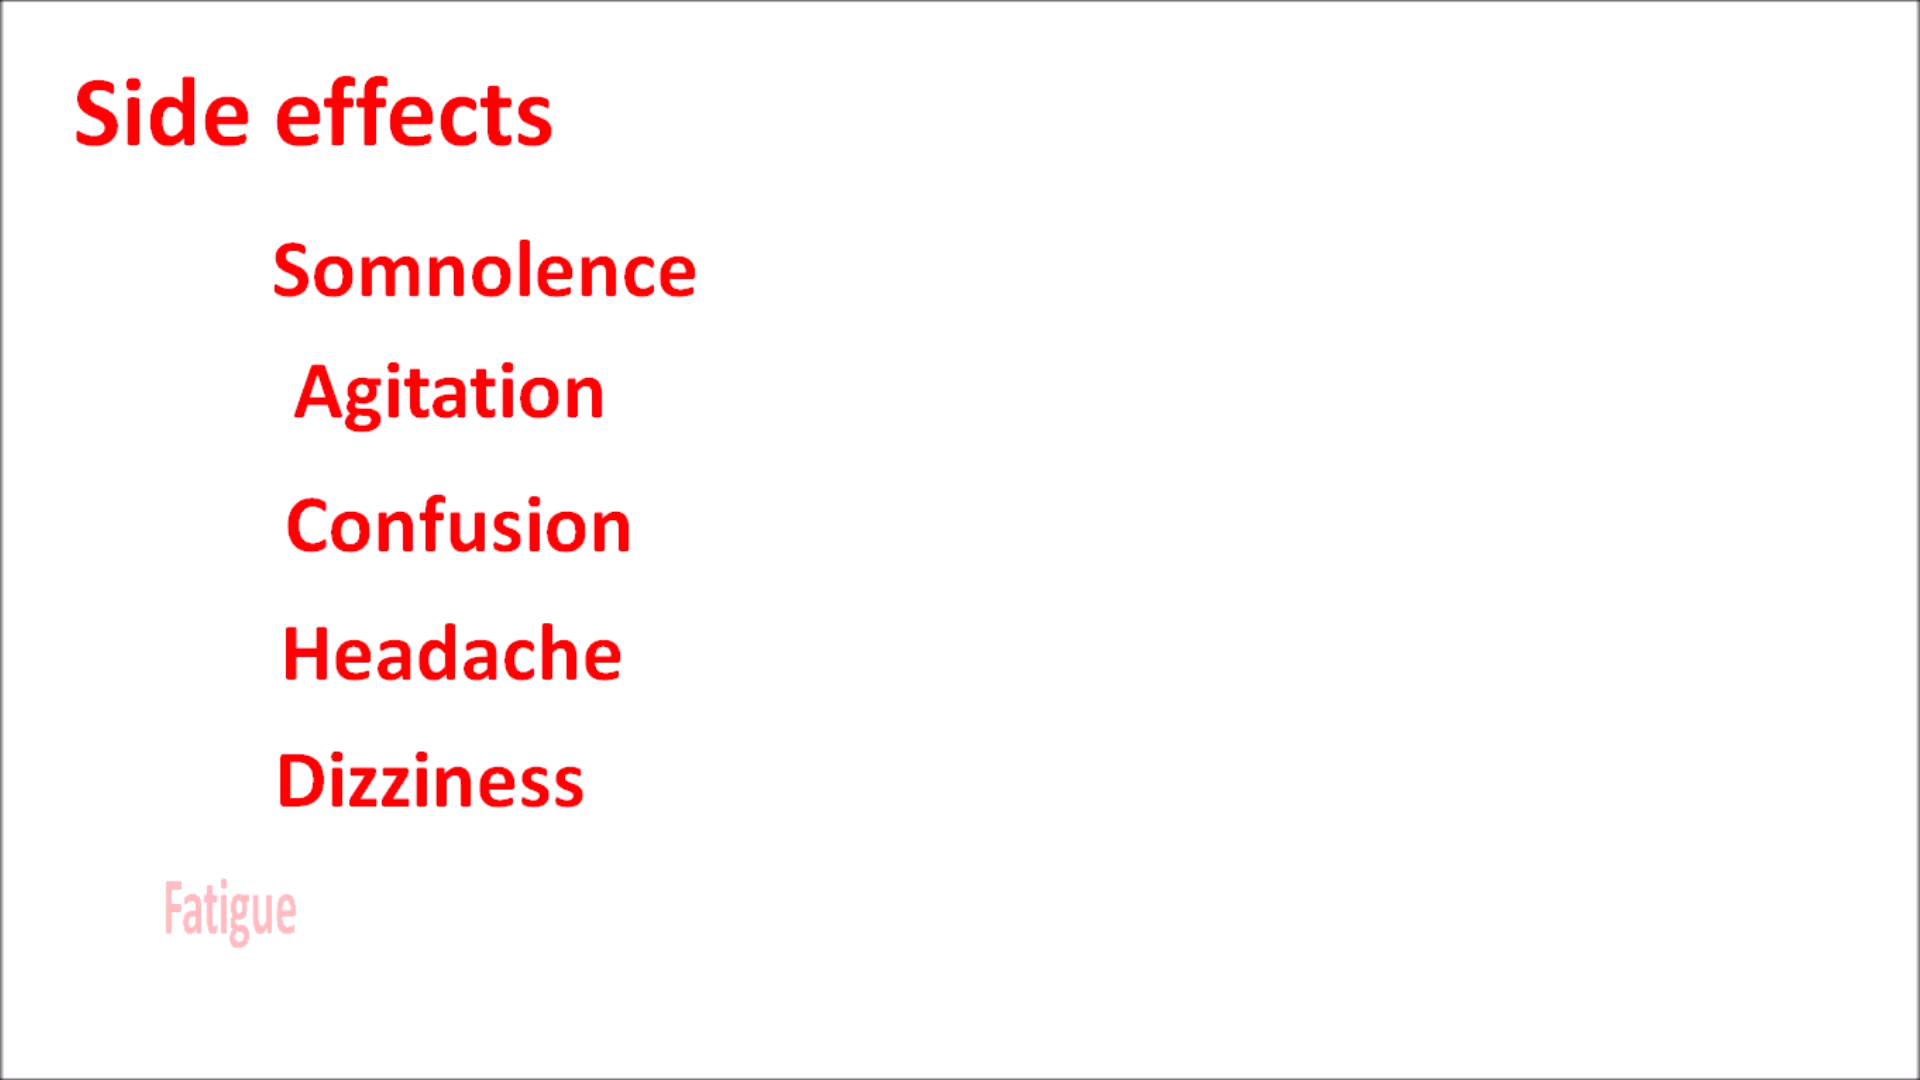 Side effects
Somnolence
Agitation
Confusion
Headache
Dizziness
Fatigue